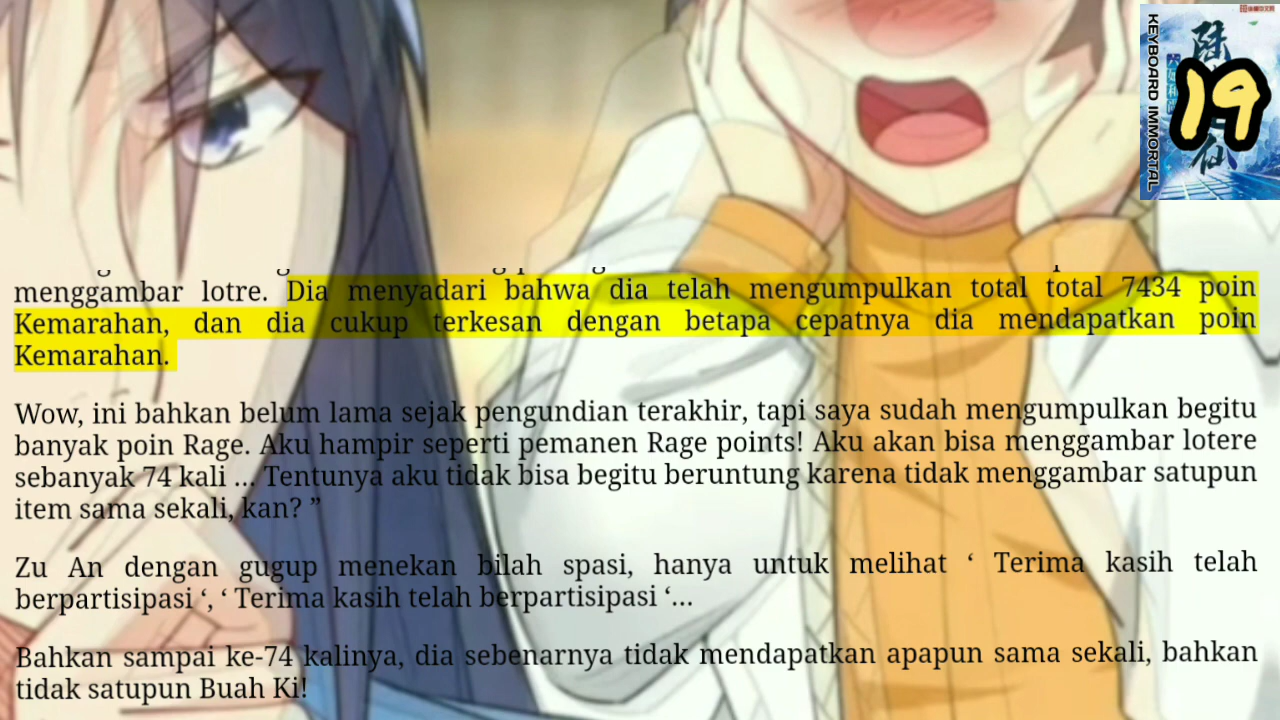 KEYBOARD IMMORTAL
19
menggambar lotre. Dia menyadari bahwa dia telah mengumpulkan total total 7434 poin
Kemarahan, dan dia cukup terkesan dengan betapa cepatnya dia mendapatkan poin
Kemarahan.
Wow, ini bahkan belum lama sejak pengundian terakhir, tapi saya sudah mengumpulkan begitu
banyak poin Rage. Aku hampir seperti pemanen Rage points! Aku akan bisa menggambar lotere
sebanyak 74 kali ... Tentunya aku tidak bisa begitu beruntung karena tidak menggambar satupun
item sama sekali, kan? ”
Zu An dengan gugup menekan bilah spasi, hanya untuk melihat ‘ Terima kasih telah
berpartisipasi ‘, ‘ Terima kasih telah berpartisipasi ‘...
Bahkan sampai ke-74 kalinya, dia sebenarnya tidak mendapatkan apapun sama sekali, bahkan
tidak satupun Buah Ki!